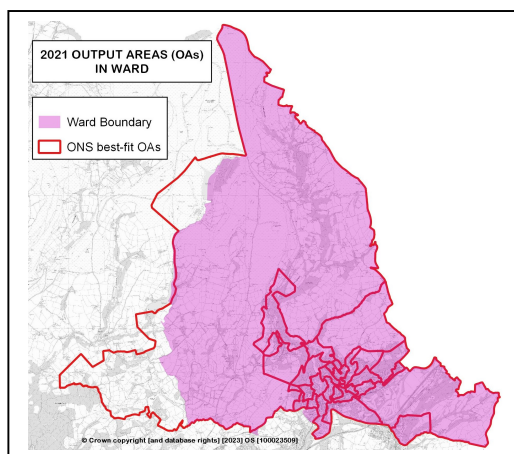 2021 OUTPUT AREAS (OAs)
IN WARD
Ward Boundary
ONS best-fit OAs
© Crown copyright [and database rights] [2023] OS [100023509]